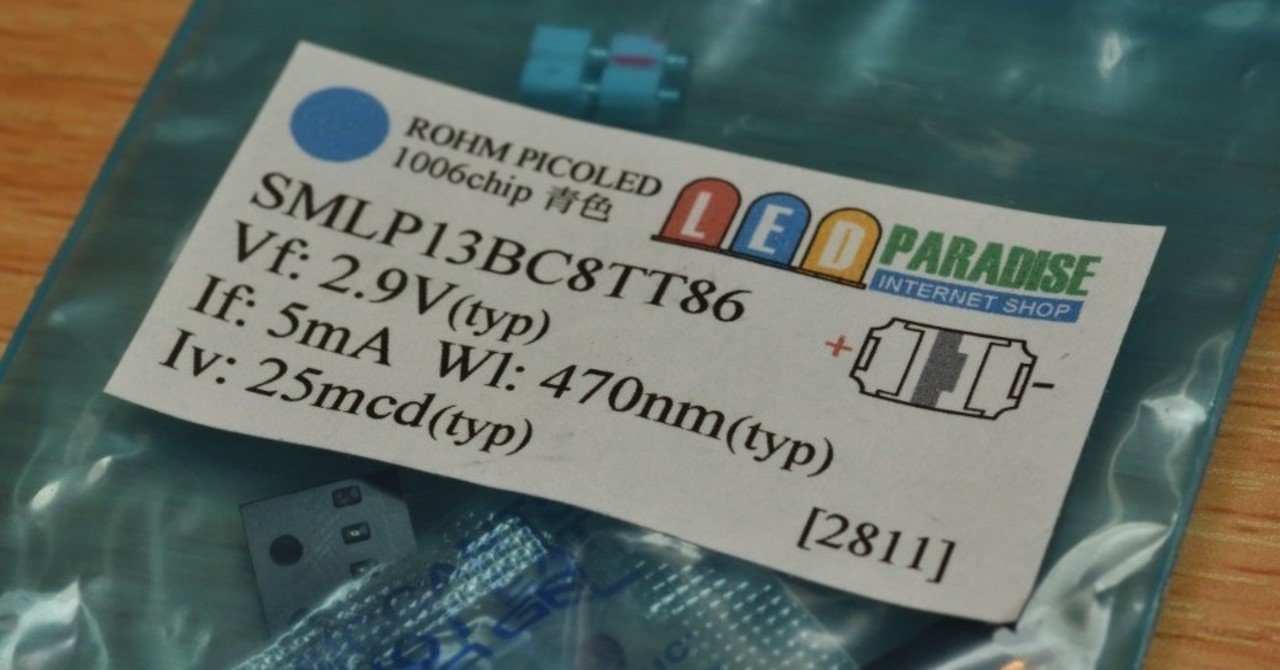 ROHM PICOLED
1006chip 青色
LED PARADISE
INTERNET SHOP
SMLP13BC8TT86
Vf: 2.9V(typ)
If: 5mA Wl: 470nm(typ)
Iv: 25mcd(typ)
+ −
[2811]